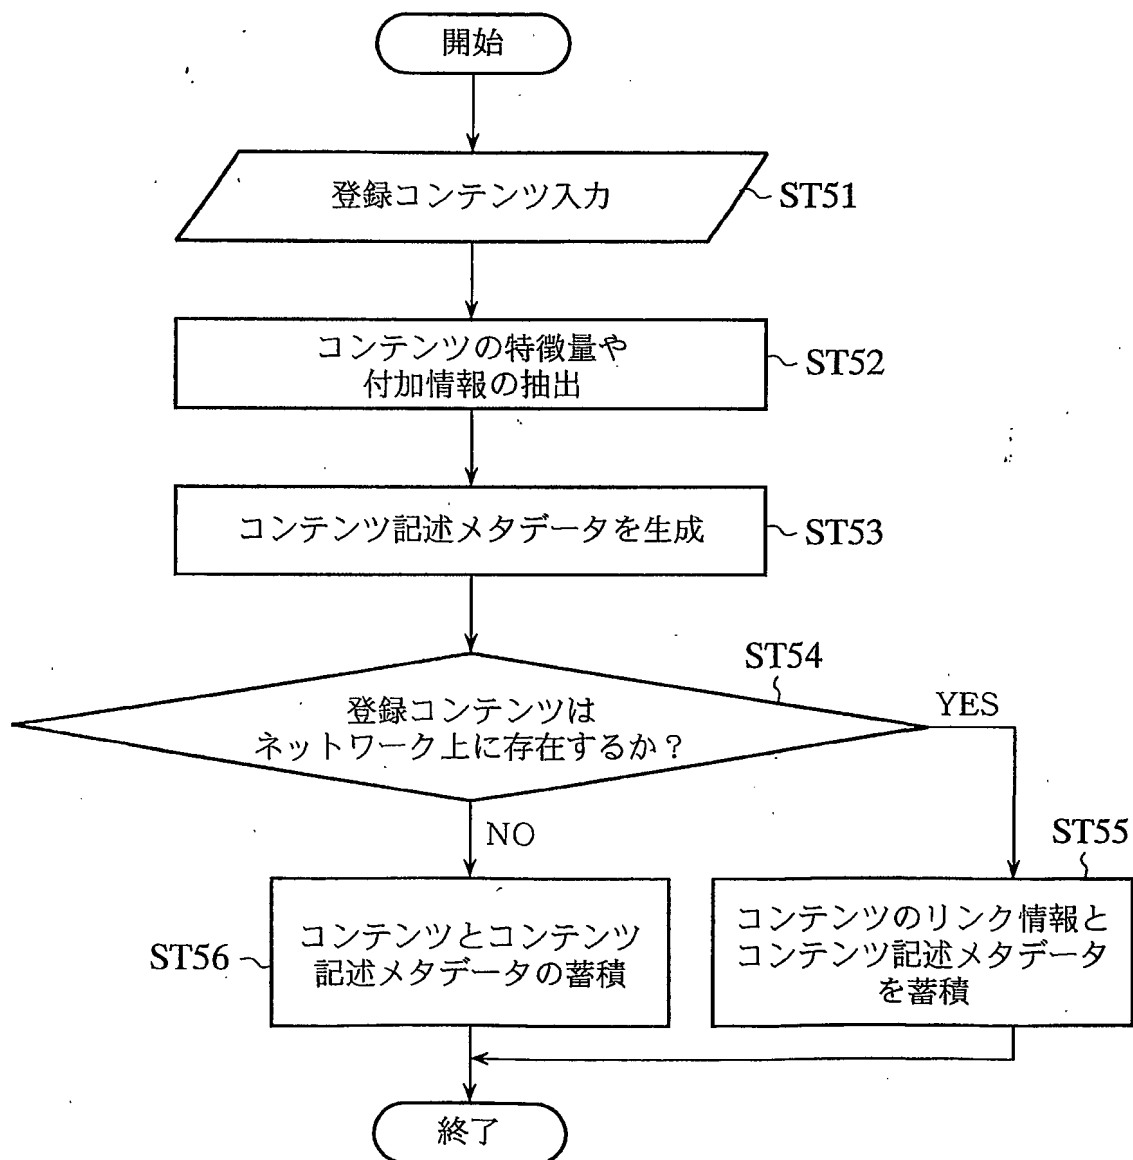 開始
登録コンテンツ入力
ST51
コンテンツの特徴量や
付加情報の抽出
ST52
コンテンツ記述メタデータを生成
ST53
ST54
登録コンテンツは
ネットワーク上に存在するか？
YES
NO
ST55
コンテンツのリンク情報と
コンテンツ記述メタデータ
を蓄積
ST56
コンテンツとコンテンツ
記述メタデータの蓄積
終了